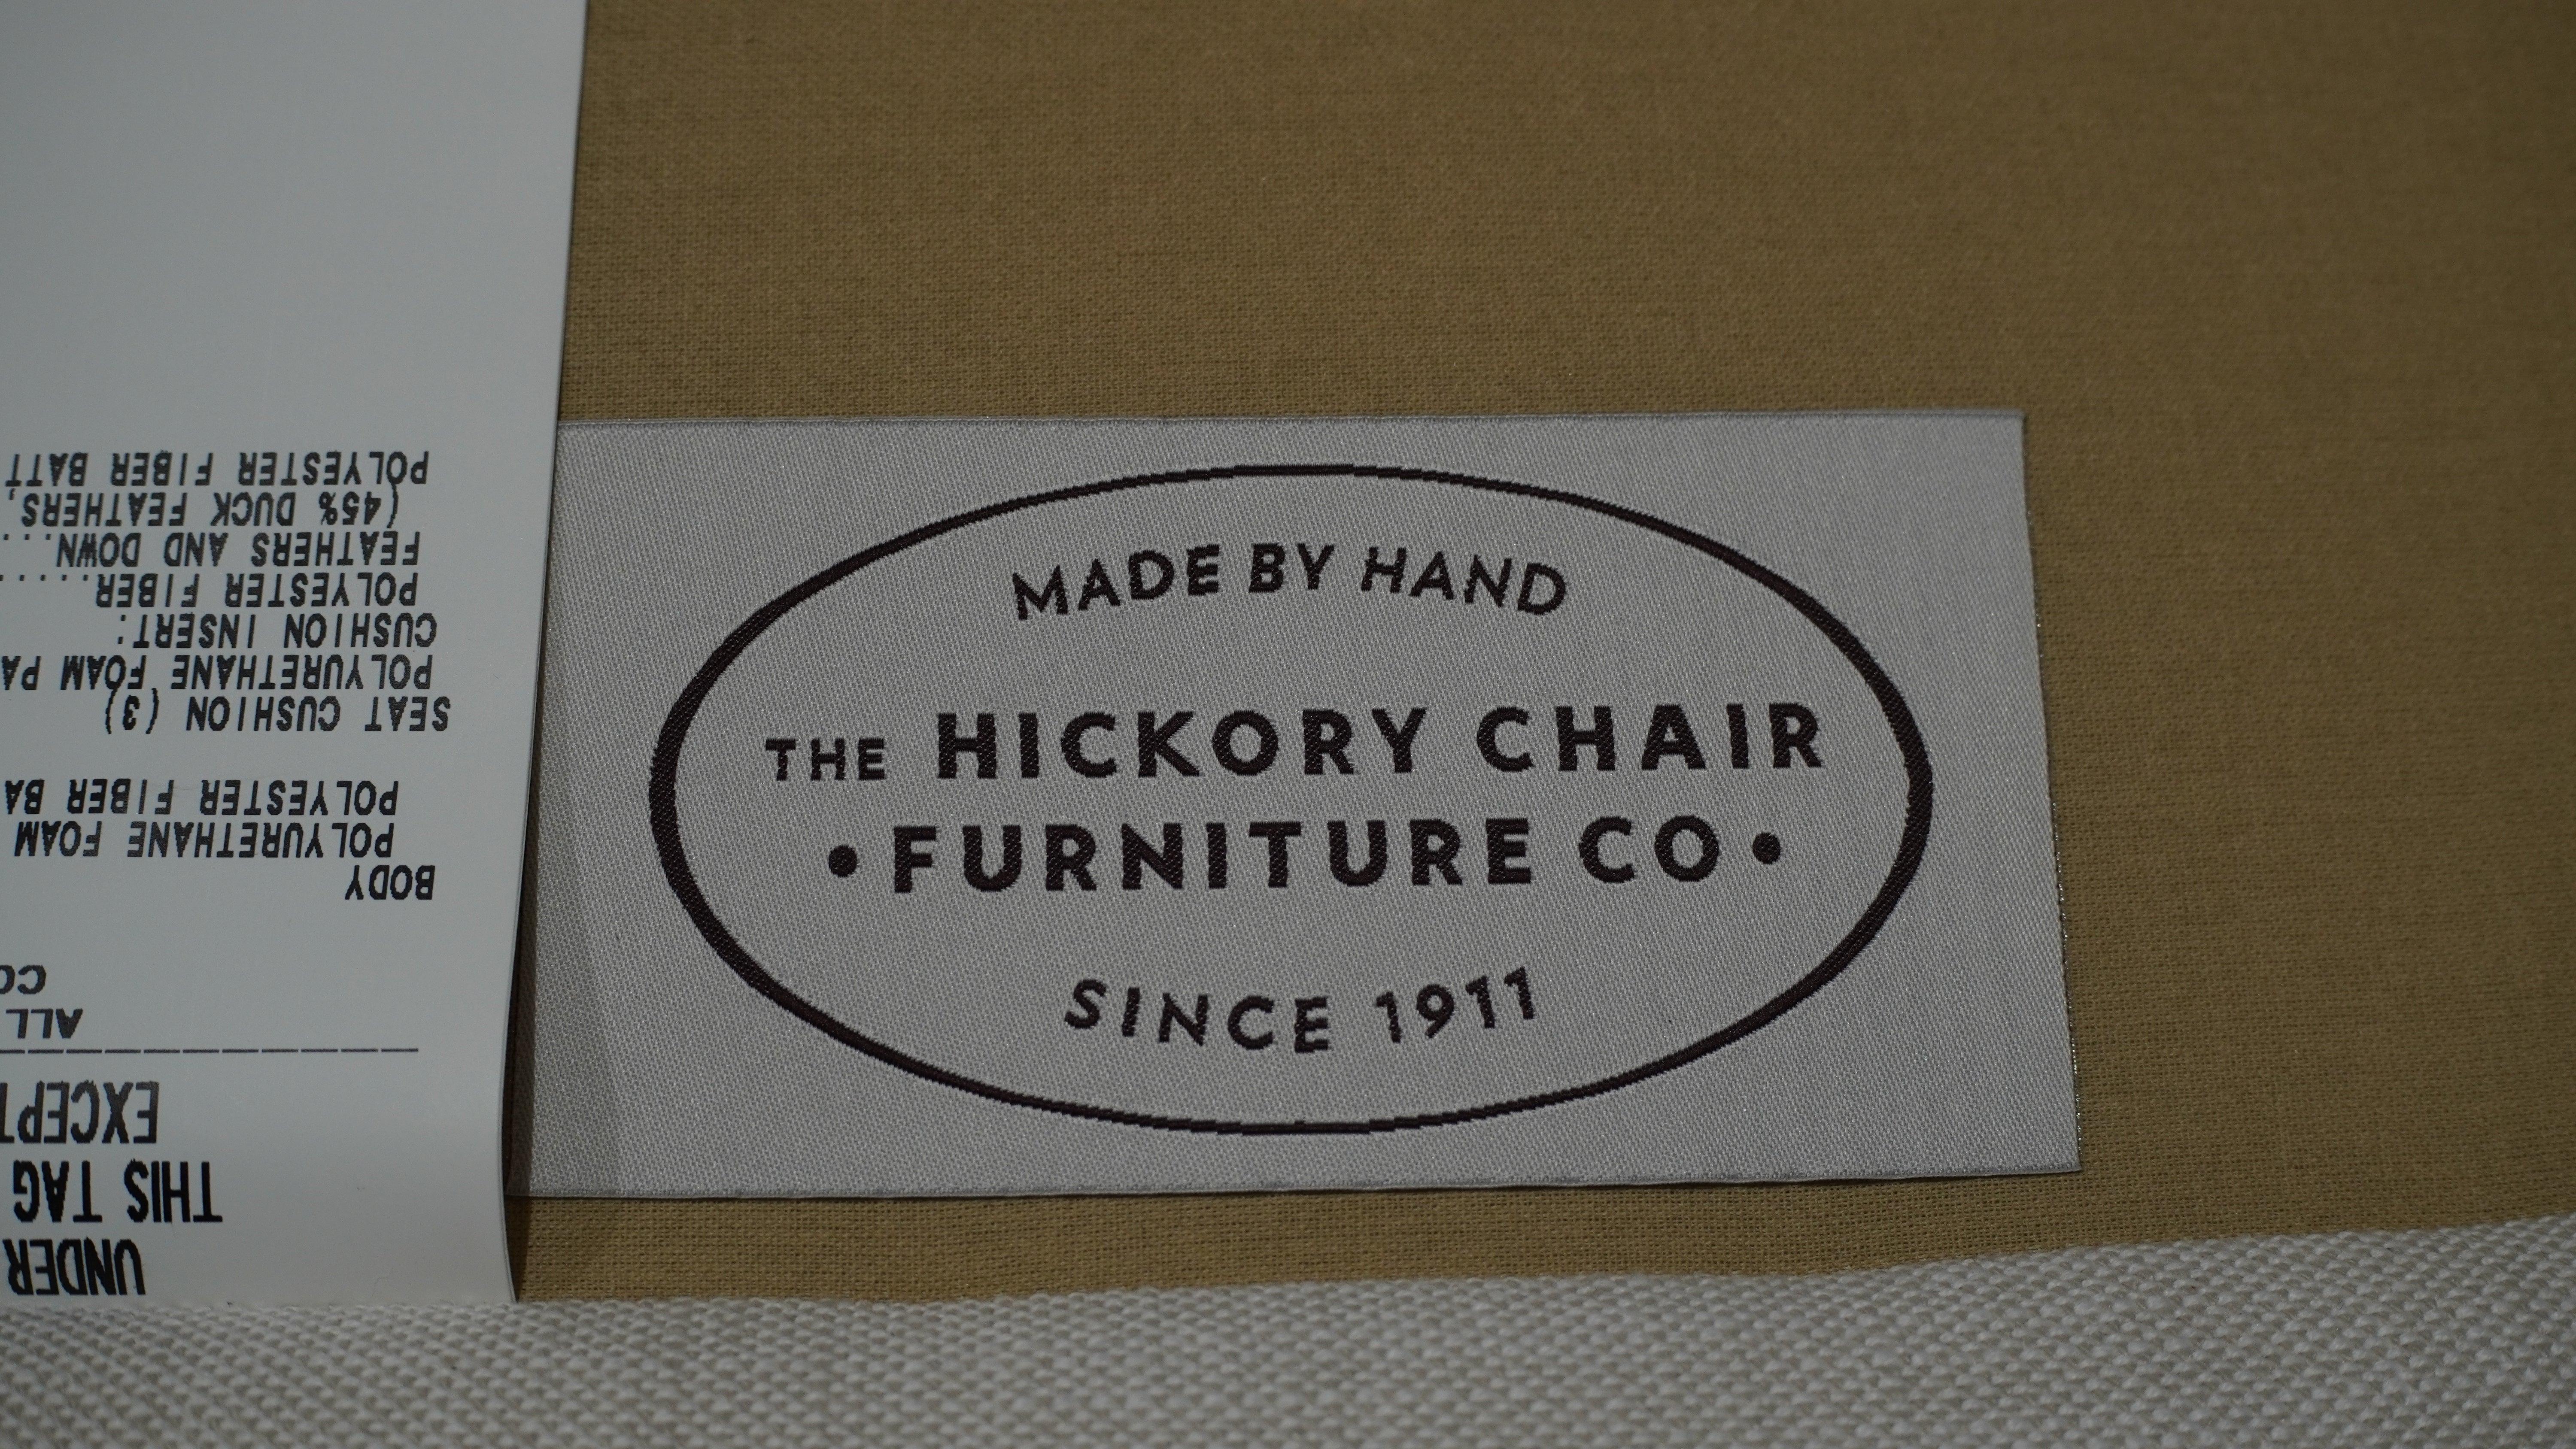 MADE BY HAND
THE HICKORY CHAIR
• FURNITURE CO •
SINCE 1911
UNDER
THIS TAG
EXCEPT
ALL
BODY
POLYURETHANE FOAM
POLYESTER FIBER BA
SEAT CUSHION (3)
POLYURETHANE FOAM PA
CUSHION INSERT:
POLYESTER FIBER......
FEATHERS AND DOWN....
(45% DUCK FEATHERS,
POLYESTER FIBER BATT